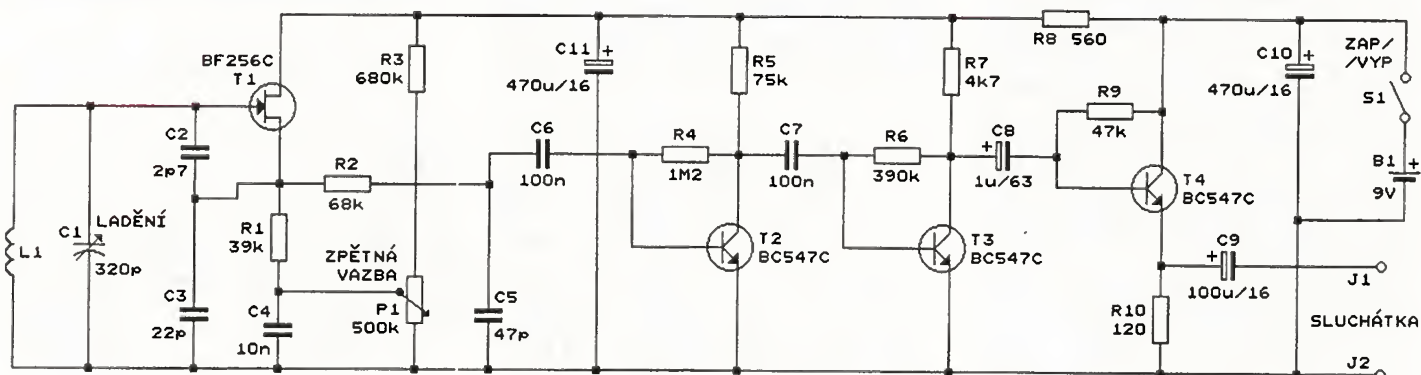 BF256C
T1
R3
680k
C11
470u/16
R5
75k
R7
4k7
R8 560
C10
470u/16
ZAP/
/VYP
S1
B1
9V
C2
2p7
R2
68k
C6
100n
R4
1M2
C7
100n
R6
390k
C8
1u/63
R9
47k
T4
BC547C
L1
C1
LADĚNÍ
320p
R1
39k
ZPĚTNÁ
VAZBA
P1
500k
C3
22p
C4
10n
C5
47p
T2
BC547C
T3
BC547C
C9
100u/16
R10
120
J1
SLUCHÁTKA
J2